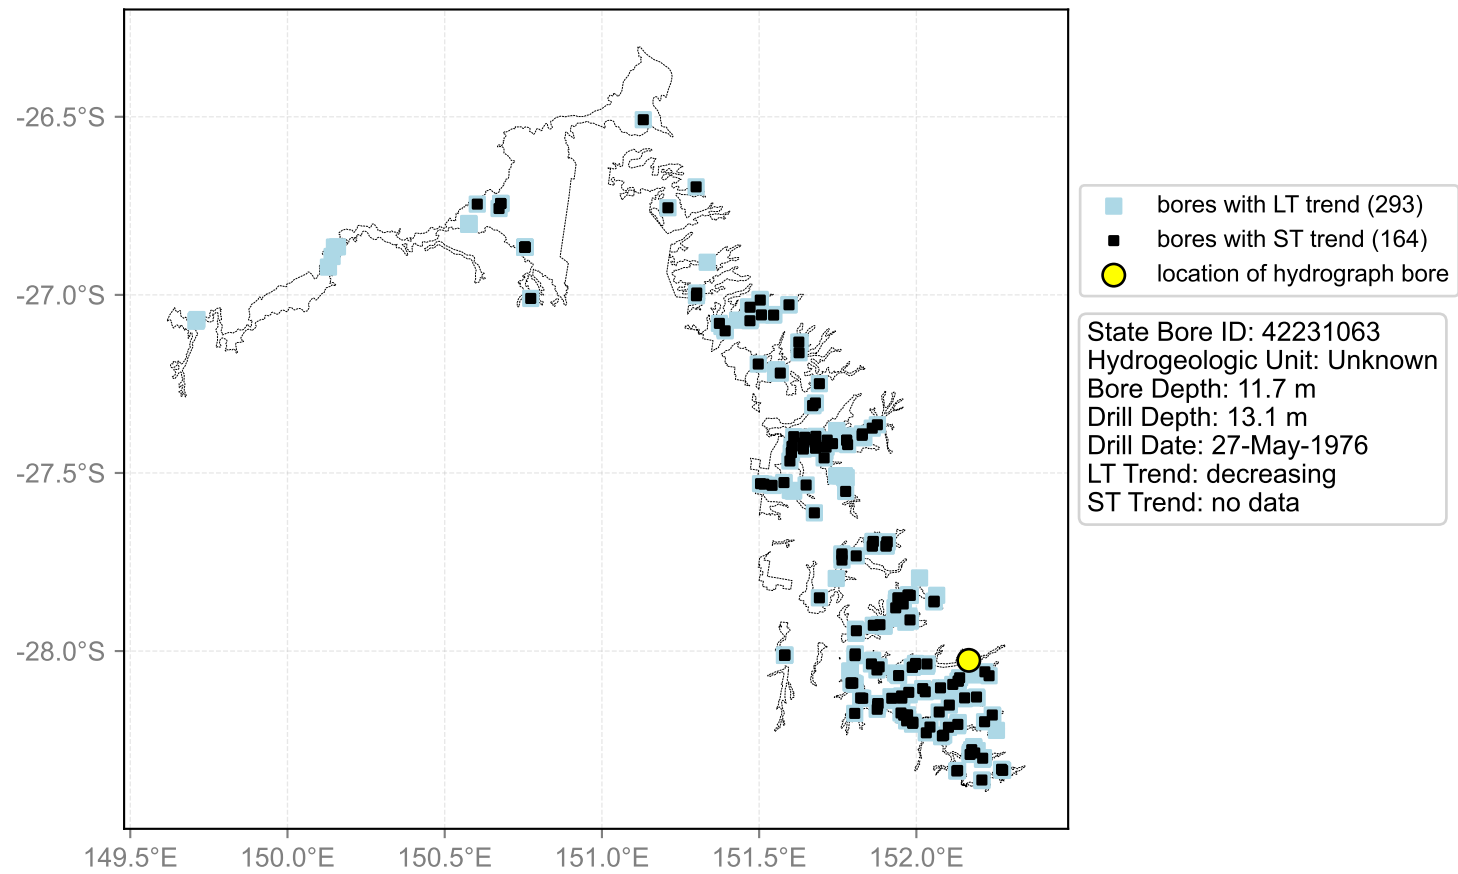 -26.5°S
-27.0°S
-27.5°S
-28.0°S
149.5°E
150.0°E
150.5°E
151.0°E
151.5°E
152.0°E
bores with LT trend (293)
bores with ST trend (164)
location of hydrograph bore
State Bore ID: 42231063
Hydrogeologic Unit: Unknown
Bore Depth: 11.7 m
Drill Depth: 13.1 m
Drill Date: 27-May-1976
LT Trend: decreasing
ST Trend: no data